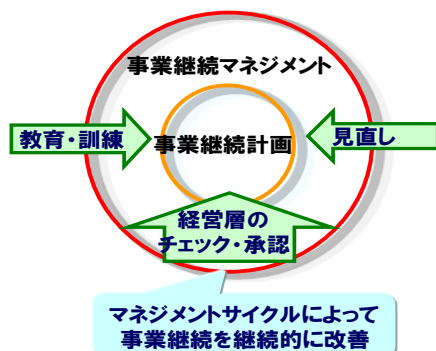 事業継続マネジメント
教育・訓練
事業継続計画
見直し
経営層の
チェック・承認
マネジメントサイクルによって
事業継続を継続的に改善